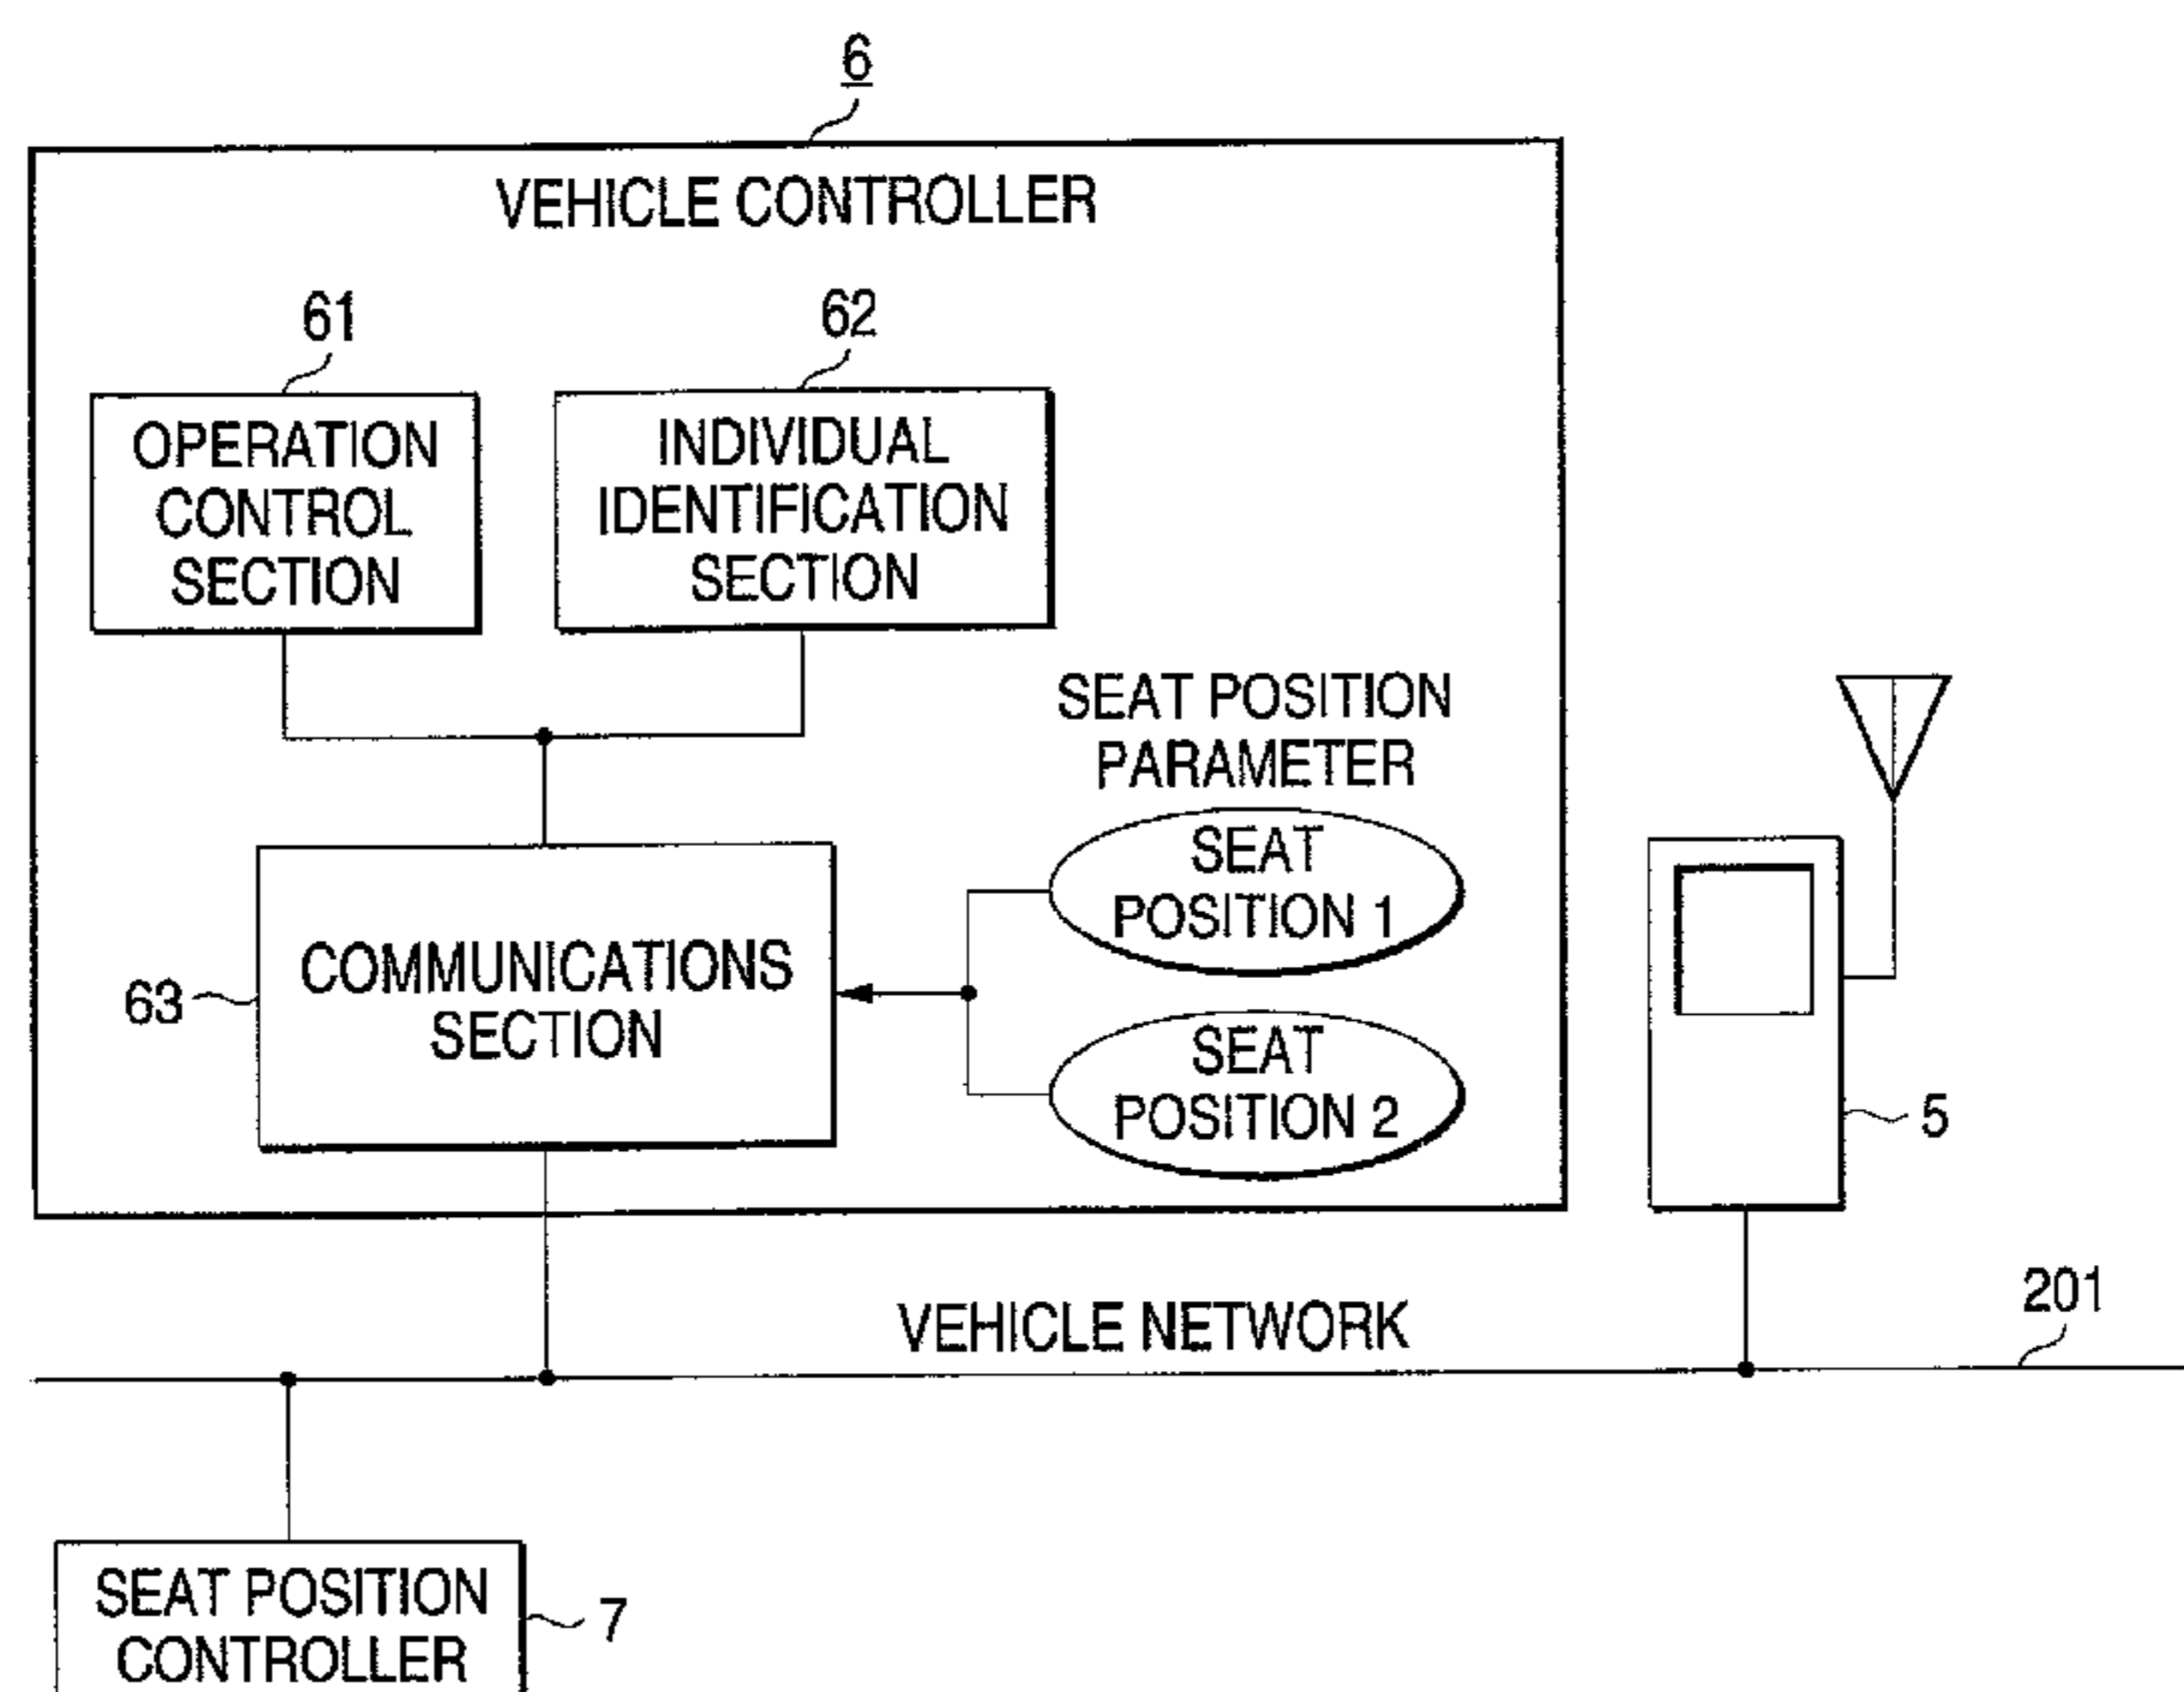 6
VEHICLE CONTROLLER
61
62
OPERATION
CONTROL
SECTION
INDIVIDUAL
IDENTIFICATION
SECTION
SEAT POSITION
PARAMETER
SEAT
POSITION 1
COMMUNICATIONS
SECTION
63
SEAT
POSITION 2
5
VEHICLE NETWORK
201
SEAT POSITION
CONTROLLER
7